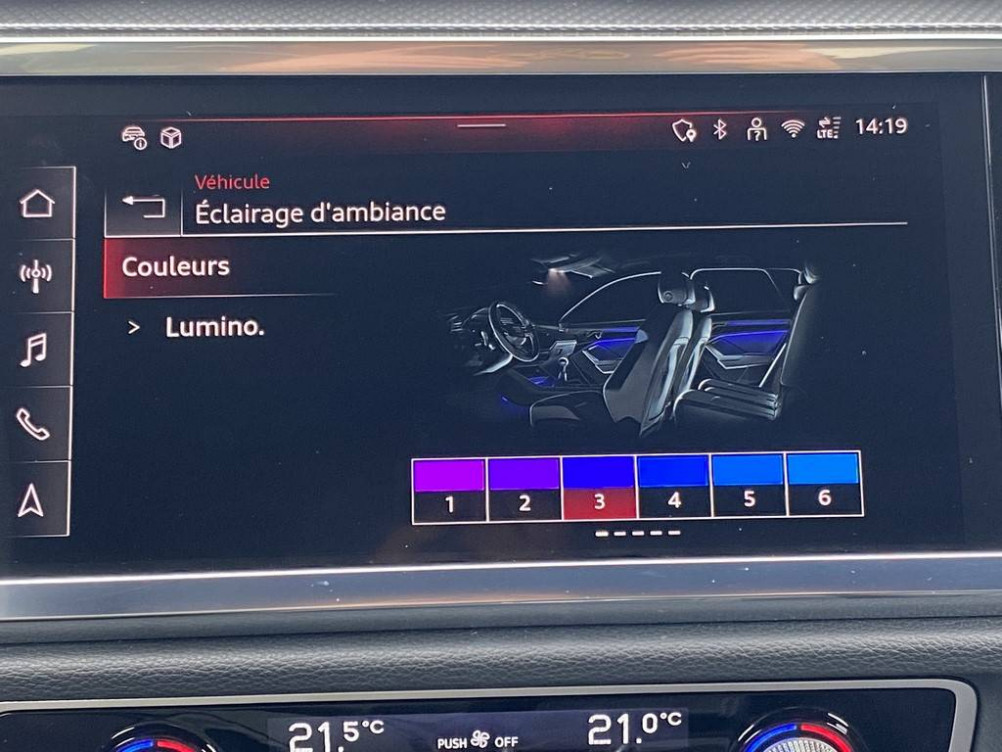 LTE
14:19
Véhicule
Éclairage d'ambiance
Couleurs
> Lumino.
1 2 3 4 5 6
21.5°C PUSH OFF 21.0°C